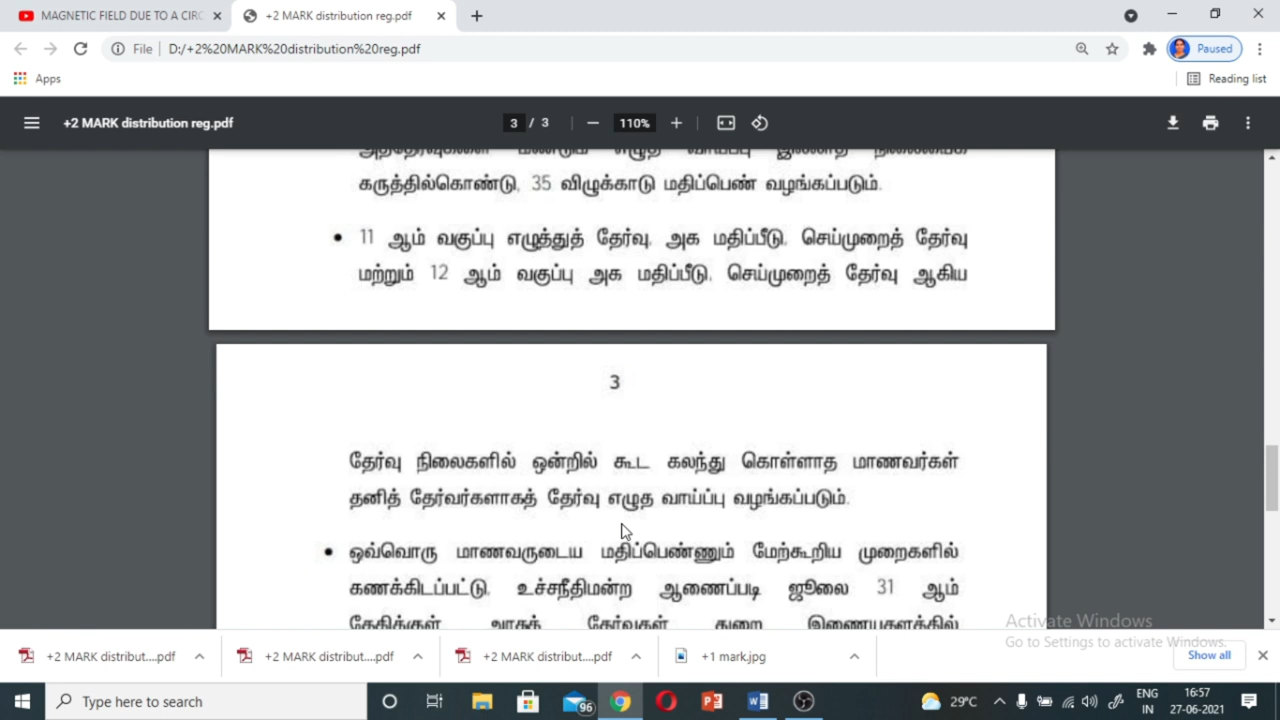 MAGNETIC FIELD DUE TO A CIRC
+2 MARK distribution reg.pdf
File
D:/+2%20MARK%20distribution%20reg.pdf
Paused
Apps
Reading list
+2 MARK distribution reg.pdf
3 / 3
110%
கருத்தில்கொண்டு, 35 விழுக்காடு மதிப்பெண் வழங்கப்படும்.
• 11 ஆம் வகுப்பு எழுத்துத் தேர்வு, அக மதிப்பீடு, செய்முறைத் தேர்வு
மற்றும் 12 ஆம் வகுப்பு அக மதிப்பீடு, செய்முறைத் தேர்வு ஆகிய
3
தேர்வு நிலைகளில் ஒன்றில் கூட கலந்து கொள்ளாத மாணவர்கள்
தனித் தேர்வர்களாகத் தேர்வு எழுத வாய்ப்பு வழங்கப்படும்.
• ஒவ்வொரு மாணவருடைய மதிப்பெண்ணும் மேற்கூறிய முறைகளில்
கணக்கிடப்பட்டு, உச்சநீதிமன்ற ஆணைப்படி ஜூலை 31 ஆம்
தேதிக்குள் அரசுத் தேர்வுகள் துறை இணையதளத்தில்
Activate Windows
Go to Settings to activate Windows.
+2 MARK distribut....pdf
+2 MARK distribut....pdf
+2 MARK distribut....pdf
+1 mark.jpg
Show all
Type here to search
96
29°C
ENG
IN
16:57
27-06-2021